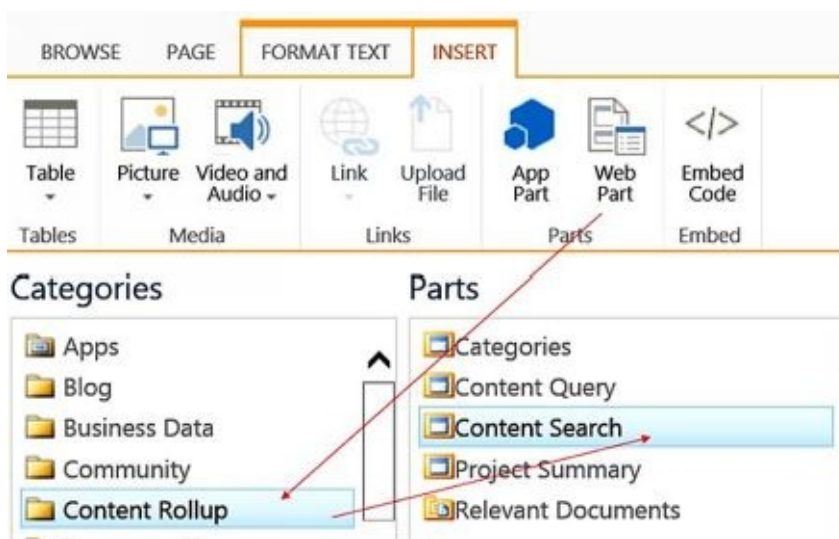 BROWSE PAGE FORMAT TEXT INSERT
Table Picture Video and Audio Link Upload File App Part Web Part Embed Code
Tables Media Links Parts Embed
Categories Parts
Apps
Blog
Business Data
Community
Content Rollup
Categories
Content Query
Content Search
Project Summary
Relevant Documents